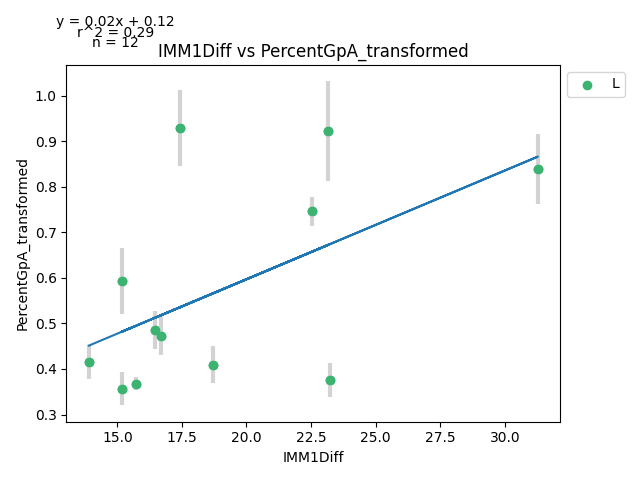 y = 0.02x + 0.12
r^2 = 0.29
n = 12
IMM1Diff vs PercentGpA_transformed
L
PercentGpA_transformed
1.0
0.9
0.8
0.7
0.6
0.5
0.4
0.3
15.0 17.5 20.0 22.5 25.0 27.5 30.0
IMM1Diff